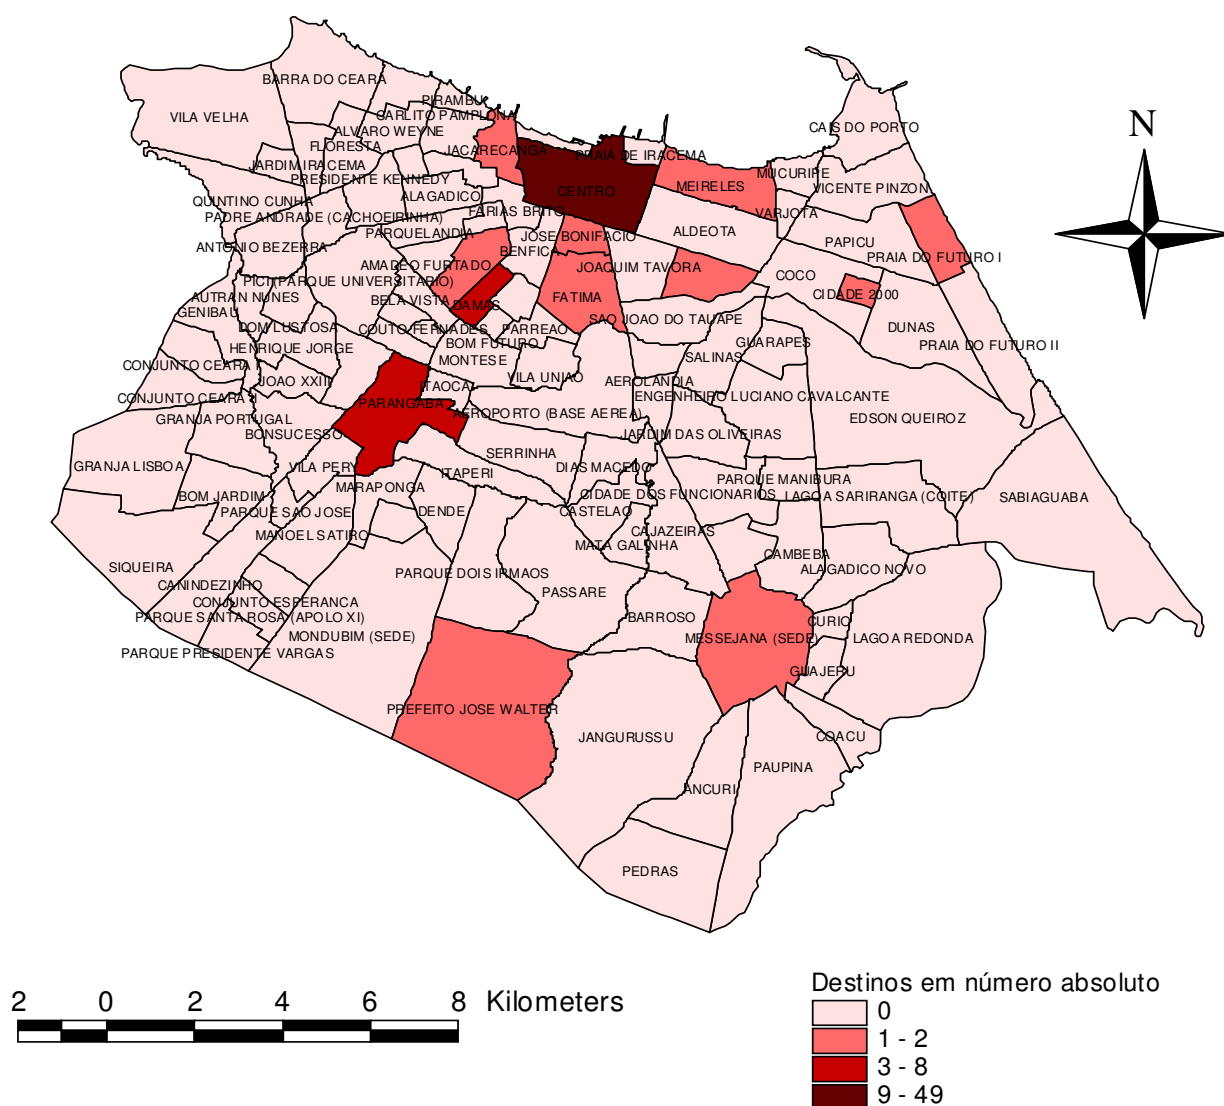 BARRA DO CEARA
VILA VELHA
PIRAMBU
CARLITO PAMPLONA
ALVARO WEYNE
FLORESTA
JACARECANGA
PRAIA DE IRACEMA
CAIS DO PORTO
N
JARDIM IRACEMA
PRESIDENTE KENNEDY
MUCURIPE
MEIRELES
VICENTE PINZON
CENTRO
QUINTINO CUNHA
ALAGADICO
PADRE ANDRADE (CACHOEIRINHA)
FARIAS BRITO
VARJOTA
PARQUELANDIA
JOSE BONIFACIO
ALDEOTA
ANTONIO BEZERRA
BENFICA
PAPICU
PRAIA DO FUTURO I
AMADEO FURTADO
JOAQUIM TAVORA
COCO
PICI (PARQUE UNIVERSITARIO)
AUTRAN NUNES
BELA VISTA
DAMAS
FATIMA
CIDADE 2000
GENIBAU
SAO JOAO DO TAUAPE
DOM LUSTOSA
COUTO FERNADES
PARREAO
DUNAS
HENRIQUE JORGE
BOM FUTURO
GUARAPES
PRAIA DO FUTURO II
MONTESE
SALINAS
CONJUNTO CEARA I
JOAO XXIII
ITAOCA
VILA UNIAO
AEROLANDIA
CONJUNTO CEARA II
PARANGABA
ENGENHEIRO LUCIANO CAVALCANTE
GRANJA PORTUGAL
AEROPORTO (BASE AEREA)
EDSON QUEIROZ
BONSUCESSO
JARDIM DAS OLIVEIRAS
SERRINHA
GRANJA LISBOA
VILA PERY
ITAPERI
DIAS MACEDO
PARQUE MANIBURA
BOM JARDIM
MARAPONGA
CIDADE DOS FUNCIONARIOS
LAGOA SARIRANGA (COITE)
SABIAGUABA
PARQUE SAO JOSE
DENDE
CASTELAO
MANOEL SATIRO
CAJAZEIRAS
MATA GALINHA
CAMBEBA
SIQUEIRA
PARQUE DOIS IRMAOS
ALAGADICO NOVO
CANINDEZINHO
PASSARE
CONJUNTO ESPERANCA
PARQUE SANTA ROSA (APOLO XI)
BARROSO
CURIO
MONDUBIM (SEDE)
MESSEJANA (SEDE)
LAGOA REDONDA
PARQUE PRESIDENTE VARGAS
GUAJERU
PREFEITO JOSE WALTER
JANGURUSSU
COACU
PAUPINA
ANCURI
PEDRAS
Destinos em número absoluto
2 0 2 4 6 8 Kilometers
0
1 - 2
3 - 8
9 - 49